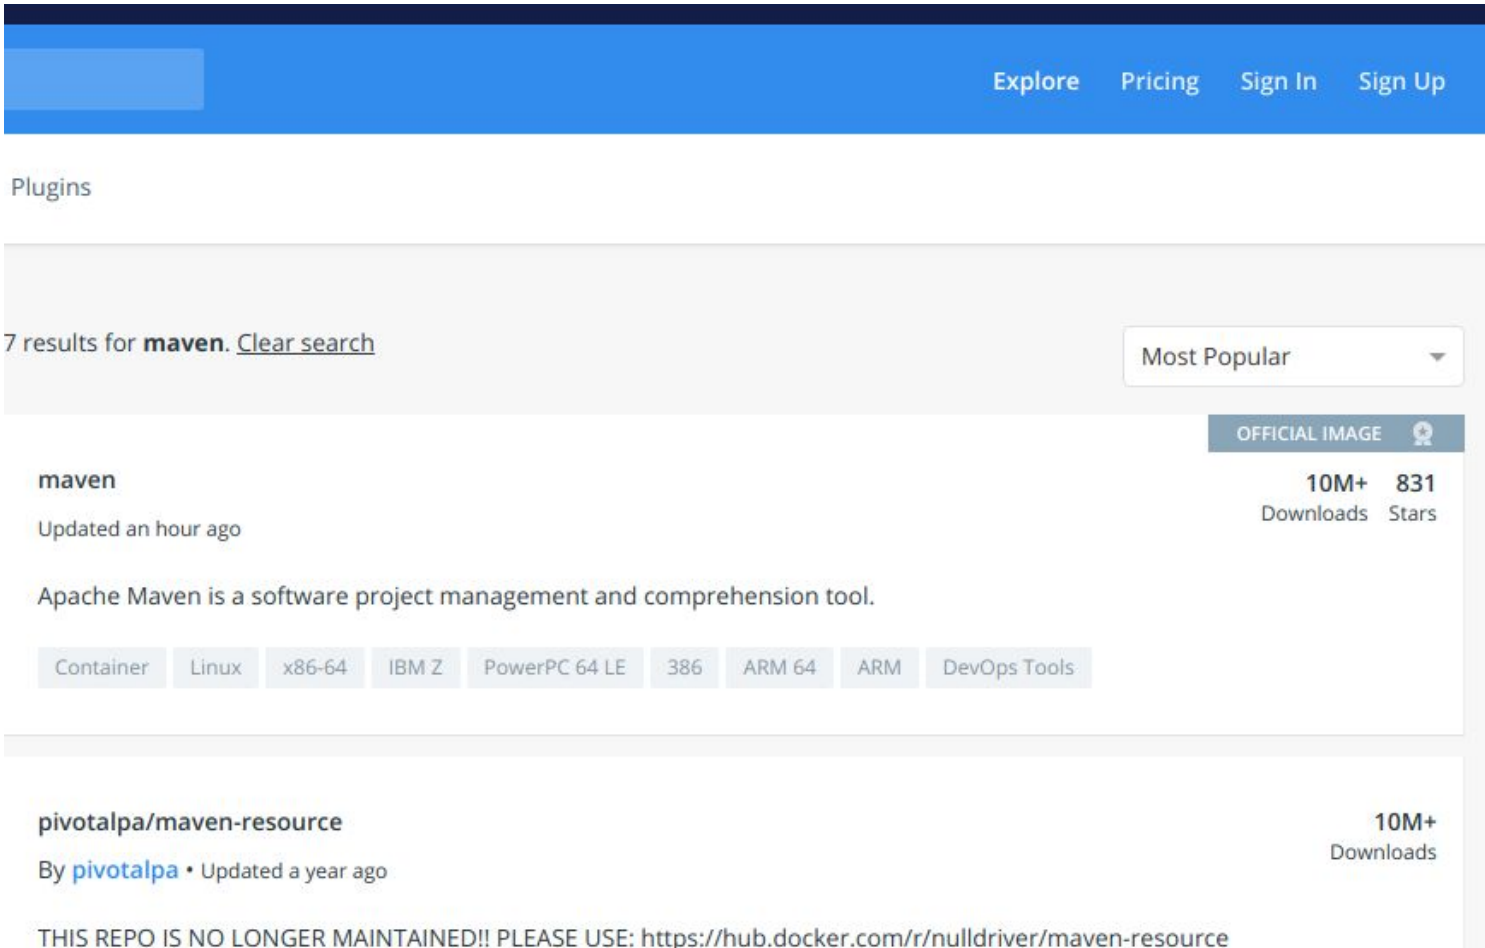 Explore Pricing Sign In Sign Up
Plugins
7 results for maven. Clear search
Most Popular
OFFICIAL IMAGE
maven
10M+ 831
Downloads Stars
Updated an hour ago
Apache Maven is a software project management and comprehension tool.
Container Linux x86-64 IBM Z PowerPC 64 LE 386 ARM 64 ARM DevOps Tools
pivotalpa/maven-resource
10M+
Downloads
By pivotalpa • Updated a year ago
THIS REPO IS NO LONGER MAINTAINED!! PLEASE USE: https://hub.docker.com/r/nulldriver/maven-resource